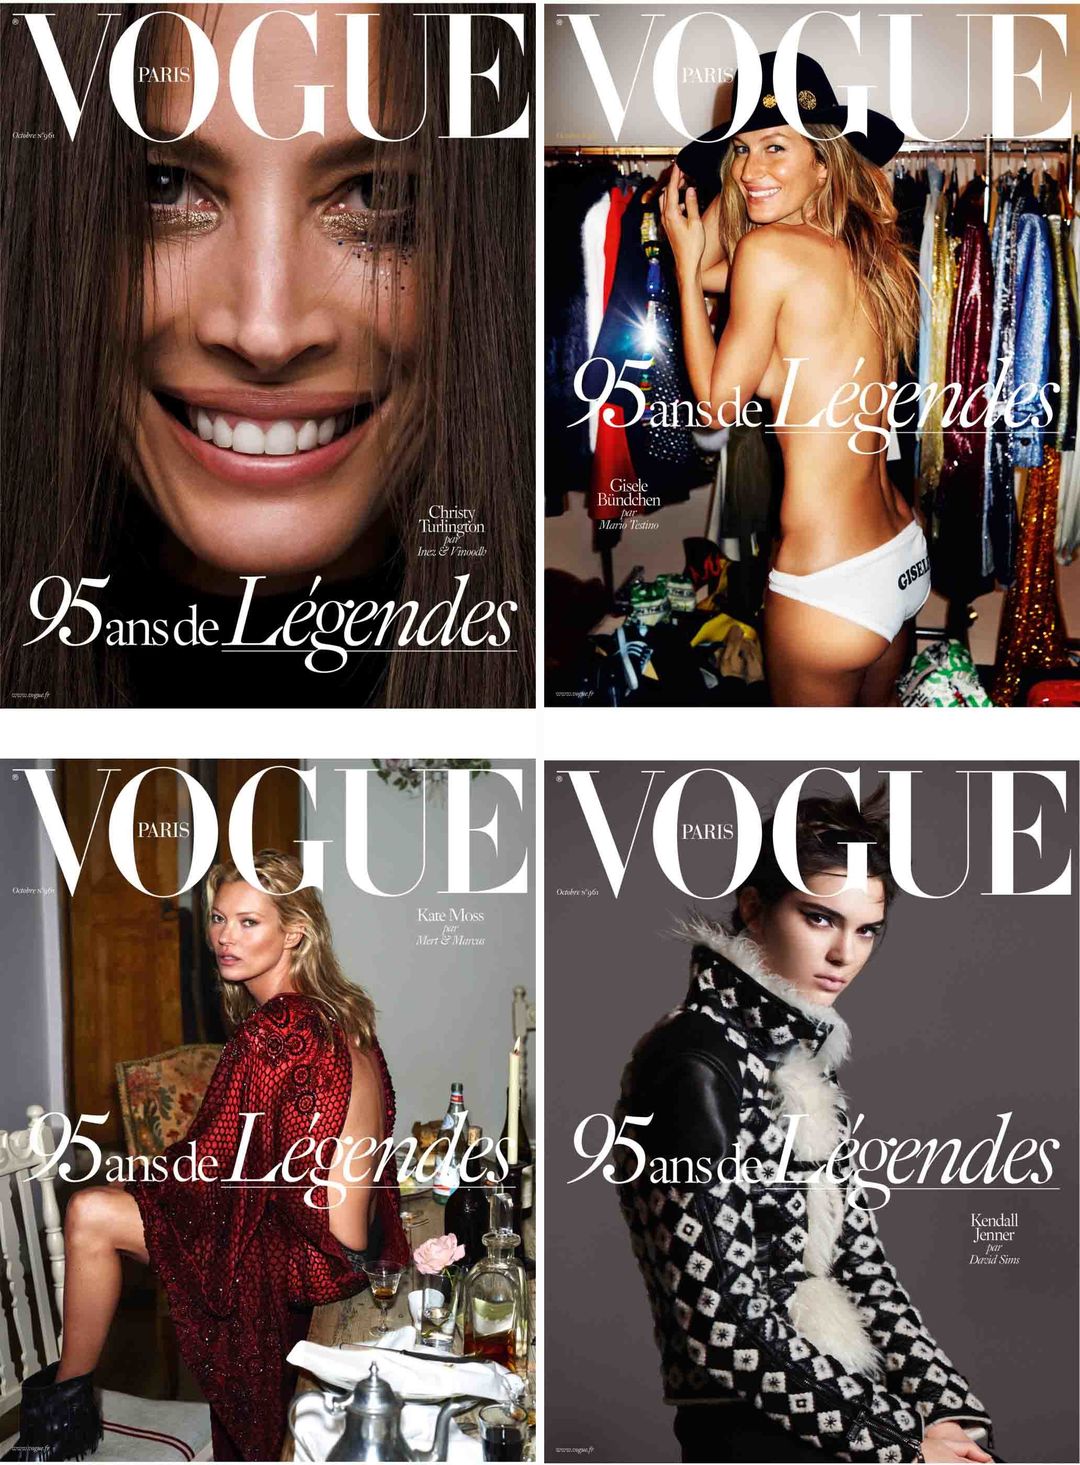 VOGUE
PARIS
Octobre n°961
Christy
Turlington
par
Inez & Vinoodh
95 ans de Légendes
www.vogue.fr
VOGUE
PARIS
Octobre n°961
95 ans de Légendes
Gisele
Bündchen
par
Mario Testino
GISELE
www.vogue.fr
VOGUE
PARIS
Octobre n°961
Kate Moss
par
Mert & Marcus
95 ans de Légendes
www.vogue.fr
VOGUE
PARIS
Octobre n°961
95 ans de Légendes
Kendall
Jenner
par
David Sims
www.vogue.fr